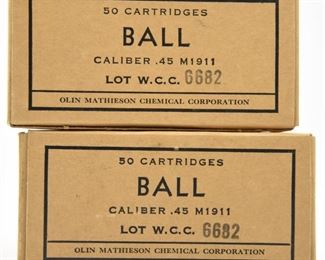 50 CARTRIDGES
BALL
CALIBER .45 M1911
LOT W.C.C. 6682
OLIN MATHIESON CHEMICAL CORPORATION
50 CARTRIDGES
BALL
CALIBER .45 M1911
LOT W.C.C. 6682
OLIN MATHIESON CHEMICAL CORPORATION